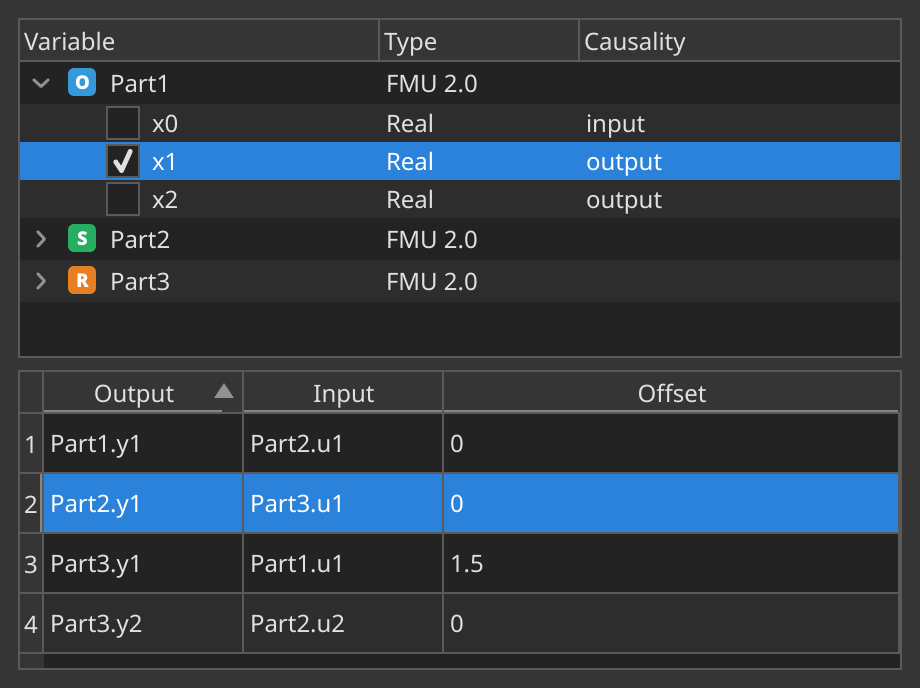 Variable Type Causality
O Part1 FMU 2.0
x0 Real input
x1 Real output
x2 Real output
S Part2 FMU 2.0
R Part3 FMU 2.0
Output Input Offset
1 Part1.y1 Part2.u1 0
2 Part2.y1 Part3.u1 0
3 Part3.y1 Part1.u1 1.5
4 Part3.y2 Part2.u2 0